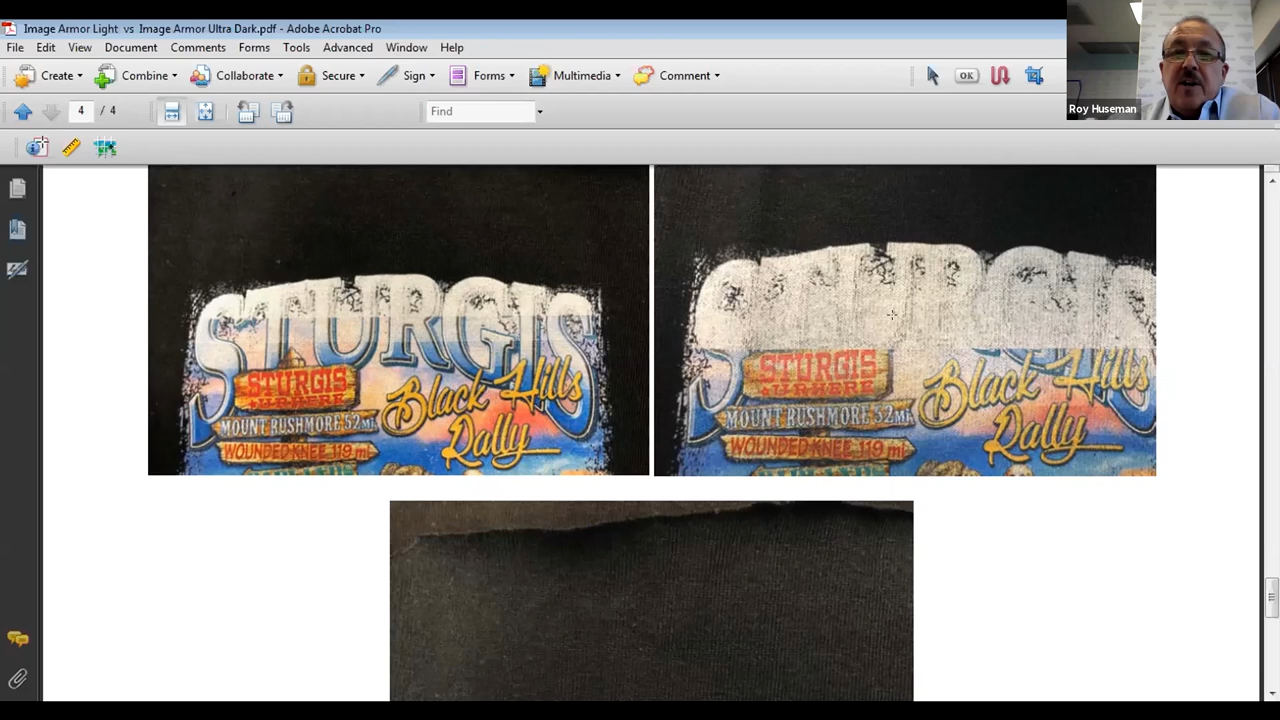 Image Armor Light vs Image Armor Ultra Dark.pdf - Adobe Acrobat Pro
File Edit View Document Comments Forms Tools Advanced Window Help
Create Combine Collaborate Secure Sign Forms Multimedia Comment OK
4 / 4 Find
Roy Huseman
STURGIS
STURGIS
Black Hills
Rally
MOUNT RUSHMORE 52
WOUNDED KNEE 119 mi
STURGIS
STURGIS
Black Hills
Rally
MOUNT RUSHMORE 52
WOUNDED KNEE 119 mi